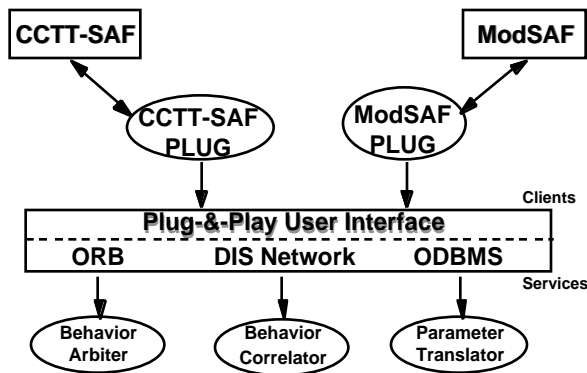 CCTT-SAF
ModSAF
CCTT-SAF
PLUG
ModSAF
PLUG
Clients
Plug-&-Play User Interface
ORB DIS Network ODBMS
Services
Behavior
Arbiter
Behavior
Correlator
Parameter
Translator